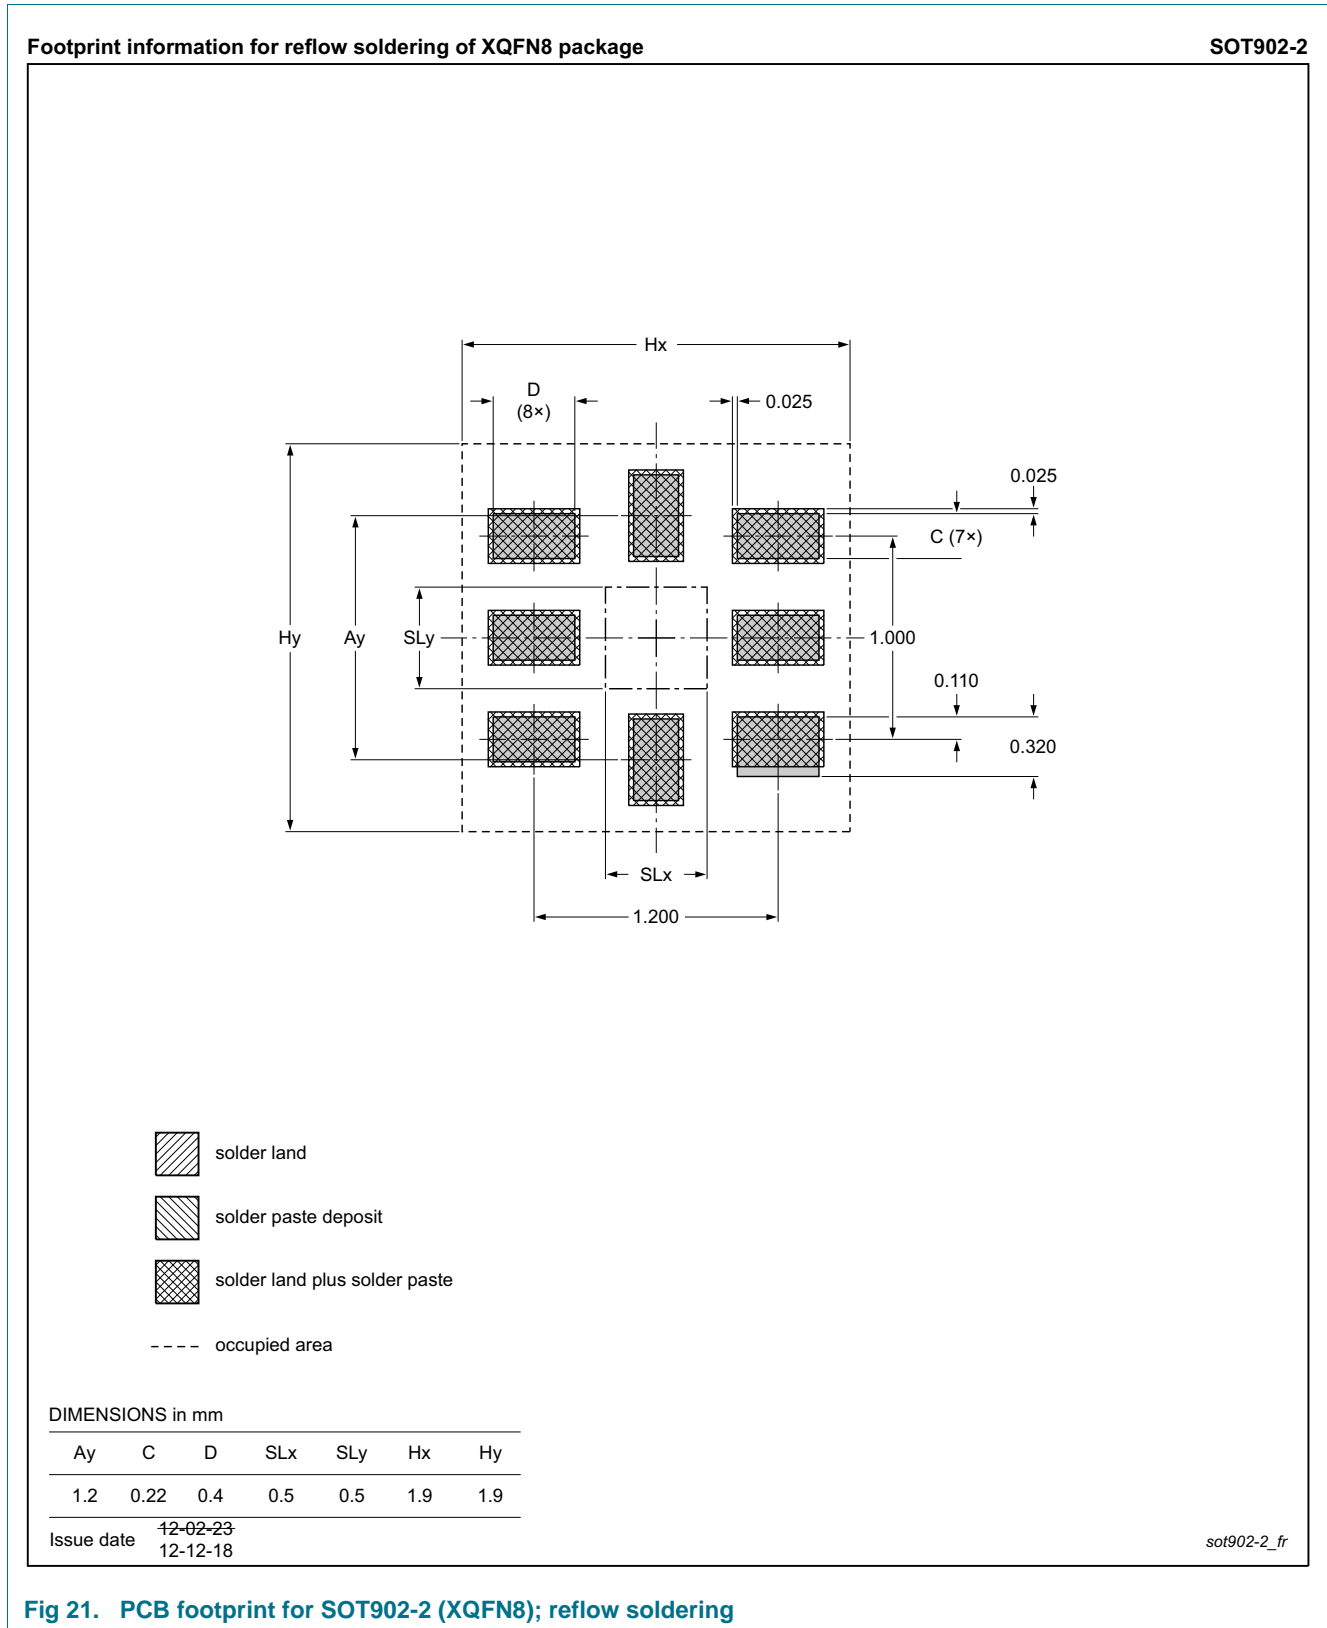 Footprint information for reflow soldering of XQFN8 package SOT902-2
Hx
D
(8×)
0.025
0.025
C (7×)
Hy
Ay
SLy
1.000
0.110
0.320
SLx
1.200
solder land
solder paste deposit
solder land plus solder paste
occupied area
DIMENSIONS in mm
Ay C D SLx SLy Hx Hy
1.2 0.22 0.4 0.5 0.5 1.9 1.9
Issue date 12-02-23
12-12-18
sot902-2_fr
Fig 21. PCB footprint for SOT902-2 (XQFN8); reflow soldering